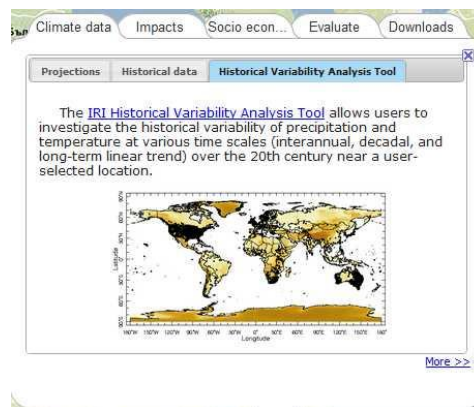 Climate data Impacts Socio econ... Evaluate Downloads
Projections Historical data Historical Variability Analysis Tool
The IRI Historical Variability Analysis Tool allows users to
investigate the historical variability of precipitation and
temperature at various time scales (interannual, decadal, and
long-term linear trend) over the 20th century near a user-
selected location.
Latitude
Longitude
More >>